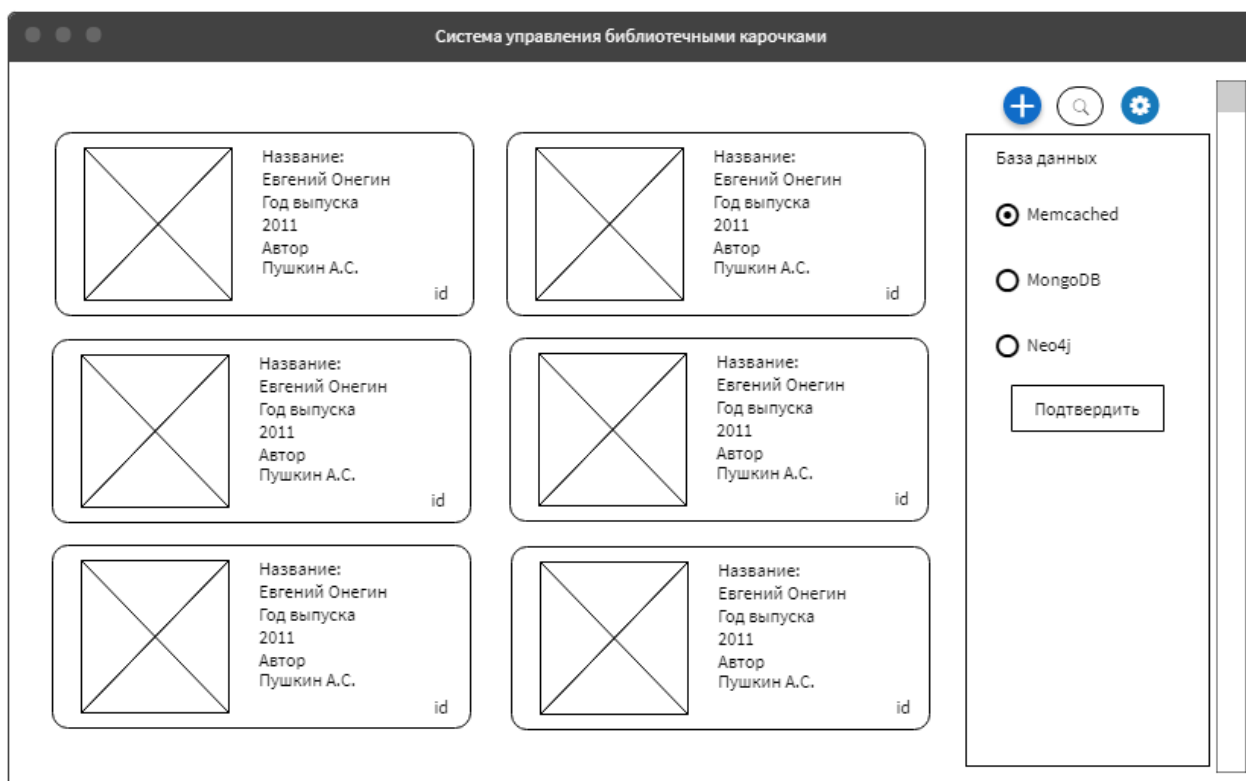 Система управления библиотечными карочками
Название:
Евгений Онегин
Год выпуска
2011
Автор
Пушкин А.С.
id
Название:
Евгений Онегин
Год выпуска
2011
Автор
Пушкин А.С.
id
Название:
Евгений Онегин
Год выпуска
2011
Автор
Пушкин А.С.
id
Название:
Евгений Онегин
Год выпуска
2011
Автор
Пушкин А.С.
id
Название:
Евгений Онегин
Год выпуска
2011
Автор
Пушкин А.С.
id
Название:
Евгений Онегин
Год выпуска
2011
Автор
Пушкин А.С.
id
База данных
Memcached
MongoDB
Neo4j
Подтвердить